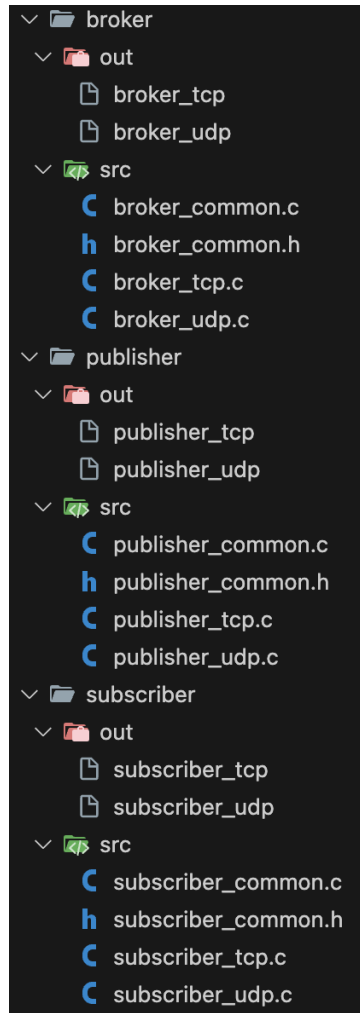 broker
out
broker_tcp
broker_udp
src
C broker_common.c
h broker_common.h
C broker_tcp.c
C broker_udp.c
publisher
out
publisher_tcp
publisher_udp
src
C publisher_common.c
h publisher_common.h
C publisher_tcp.c
C publisher_udp.c
subscriber
out
subscriber_tcp
subscriber_udp
src
C subscriber_common.c
h subscriber_common.h
C subscriber_tcp.c
C subscriber_udp.c